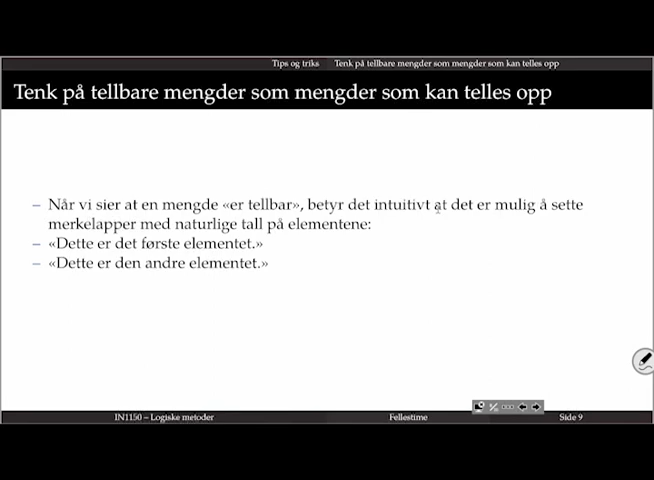 Tips og triks Tenk på tellbare mengder som mengder som kan telles opp
Tenk på tellbare mengder som mengder som kan telles opp
– Når vi sier at en mengde «er tellbar», betyr det intuitivt at det er mulig å sette
merkelapper med naturlige tall på elementene:
– «Dette er det første elementet.»
– «Dette er den andre elementet.»
IN1150 – Logiske metoder Fellestime Side 9